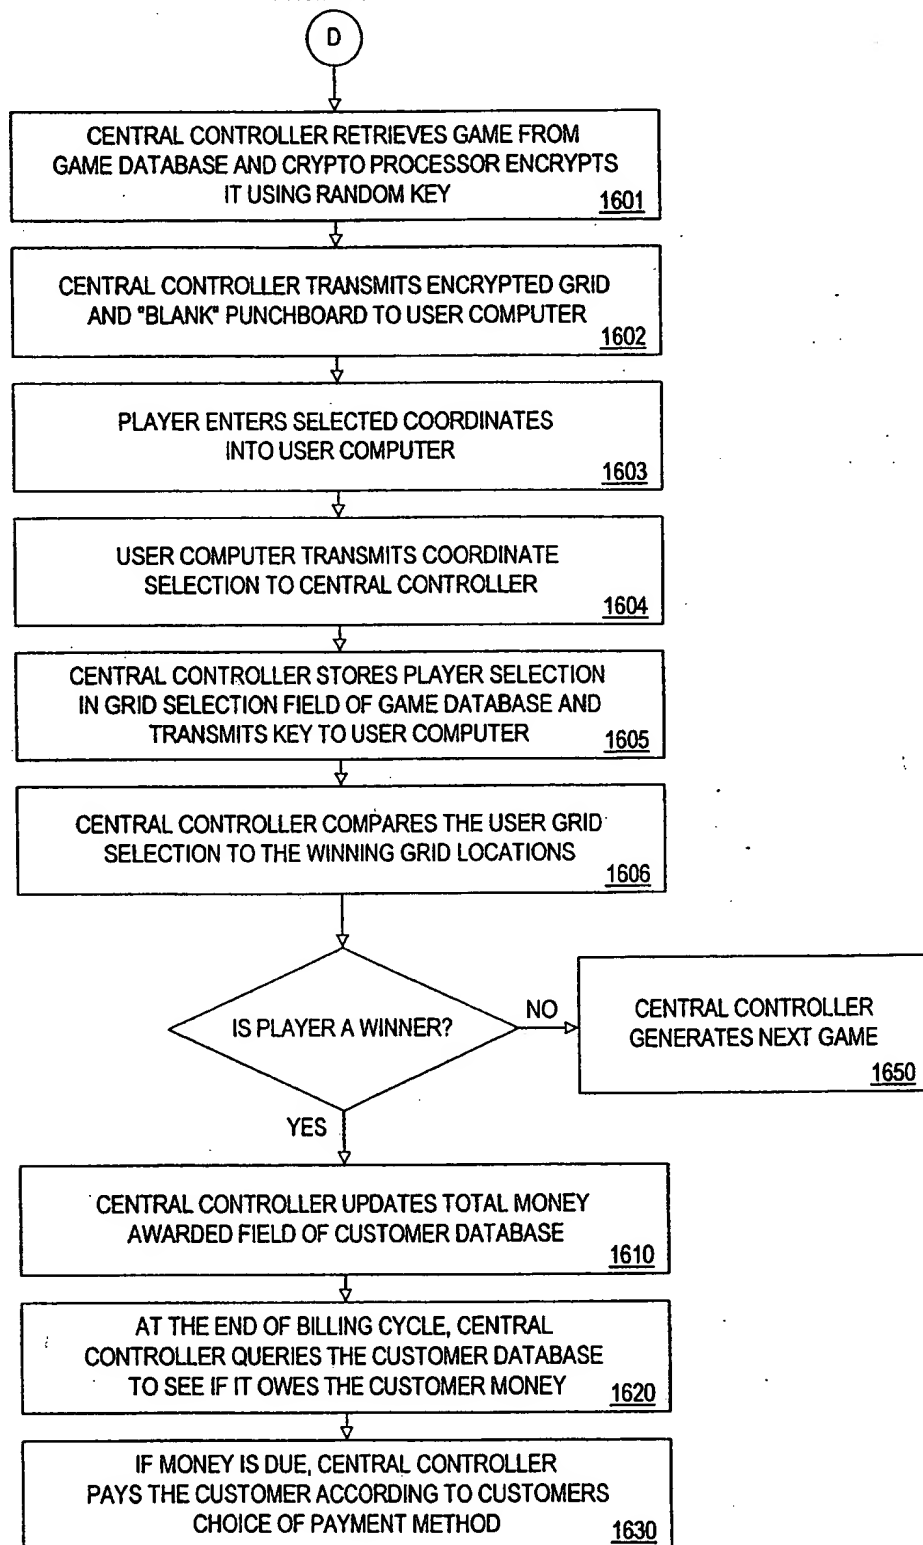 D
CENTRAL CONTROLLER RETRIEVES GAME FROM
GAME DATABASE AND CRYPTO PROCESSOR ENCRYPTS
IT USING RANDOM KEY
1601
CENTRAL CONTROLLER TRANSMITS ENCRYPTED GRID
AND "BLANK" PUNCHBOARD TO USER COMPUTER
1602
PLAYER ENTERS SELECTED COORDINATES
INTO USER COMPUTER
1603
USER COMPUTER TRANSMITS COORDINATE
SELECTION TO CENTRAL CONTROLLER
1604
CENTRAL CONTROLLER STORES PLAYER SELECTION
IN GRID SELECTION FIELD OF GAME DATABASE AND
TRANSMITS KEY TO USER COMPUTER
1605
CENTRAL CONTROLLER COMPARES THE USER GRID
SELECTION TO THE WINNING GRID LOCATIONS
1606
IS PLAYER A WINNER?
NO
CENTRAL CONTROLLER
GENERATES NEXT GAME
1650
YES
CENTRAL CONTROLLER UPDATES TOTAL MONEY
AWARDED FIELD OF CUSTOMER DATABASE
1610
AT THE END OF BILLING CYCLE, CENTRAL
CONTROLLER QUERIES THE CUSTOMER DATABASE
TO SEE IF IT OWES THE CUSTOMER MONEY
1620
IF MONEY IS DUE, CENTRAL CONTROLLER
PAYS THE CUSTOMER ACCORDING TO CUSTOMERS
CHOICE OF PAYMENT METHOD
1630